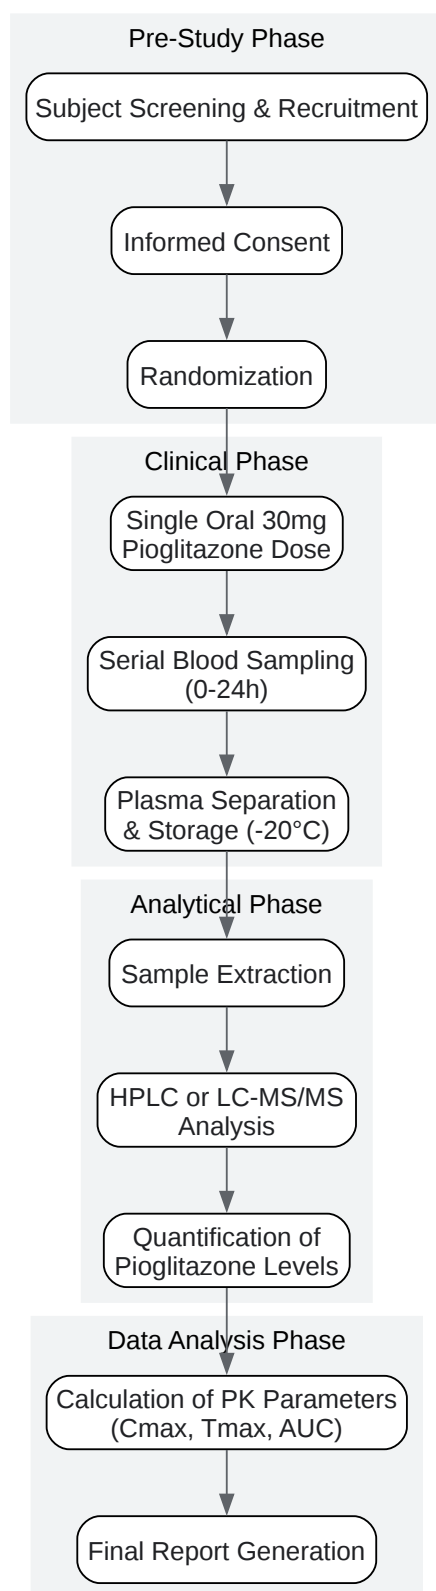 Pre-Study Phase
Subject Screening & Recruitment
Informed Consent
Randomization
Clinical Phase
Single Oral 30mg
Pioglitazone Dose
Serial Blood Sampling
(0-24h)
Plasma Separation
& Storage (-20°C)
Analytical Phase
Sample Extraction
HPLC or LC-MS/MS
Analysis
Quantification of
Pioglitazone Levels
Data Analysis Phase
Calculation of PK Parameters
(Cmax, Tmax, AUC)
Final Report Generation